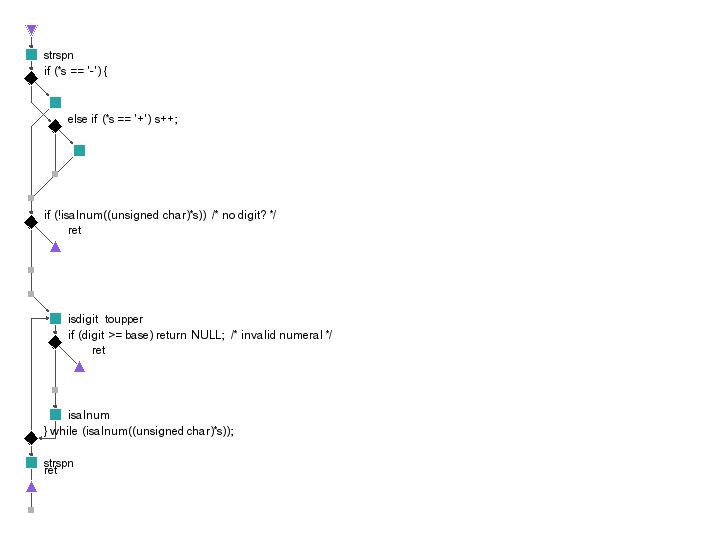 strspn
if (*s == '-') {
else if (*s == '+') s++;
if (!isalnum((unsigned char)*s))  /* no digit? */
ret
isdigit  toupper
if (digit >= base) return NULL;  /* invalid numeral */
ret
isalnum
} while (isalnum((unsigned char)*s));
strspn
ret